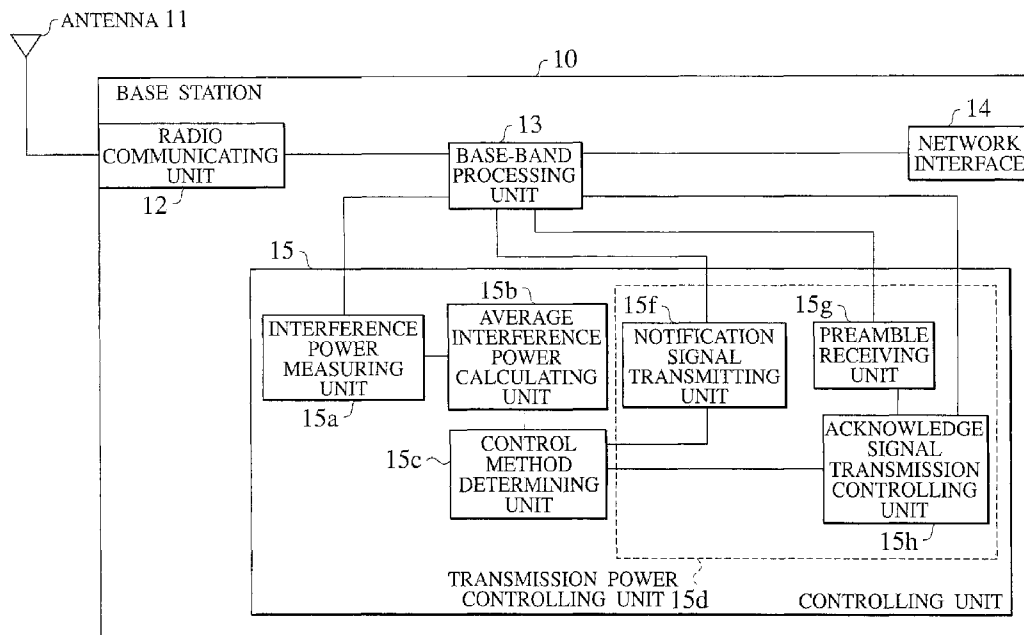 ANTENNA 11
10
BASE STATION
RADIO
COMMUNICATING
UNIT
12
13
BASE-BAND
PROCESSING
UNIT
14
NETWORK
INTERFACE
15
INTERFERENCE
POWER
MEASURING
UNIT
15a
15b
AVERAGE
INTERFERENCE
POWER
CALCULATING
UNIT
15c
CONTROL
METHOD
DETERMINING
UNIT
15f
NOTIFICATION
SIGNAL
TRANSMITTING
UNIT
15g
PREAMBLE
RECEIVING
UNIT
ACKNOWLEDGE
SIGNAL
TRANSMISSION
CONTROLLING
UNIT
15h
TRANSMISSION POWER
CONTROLLING UNIT 15d
CONTROLLING UNIT